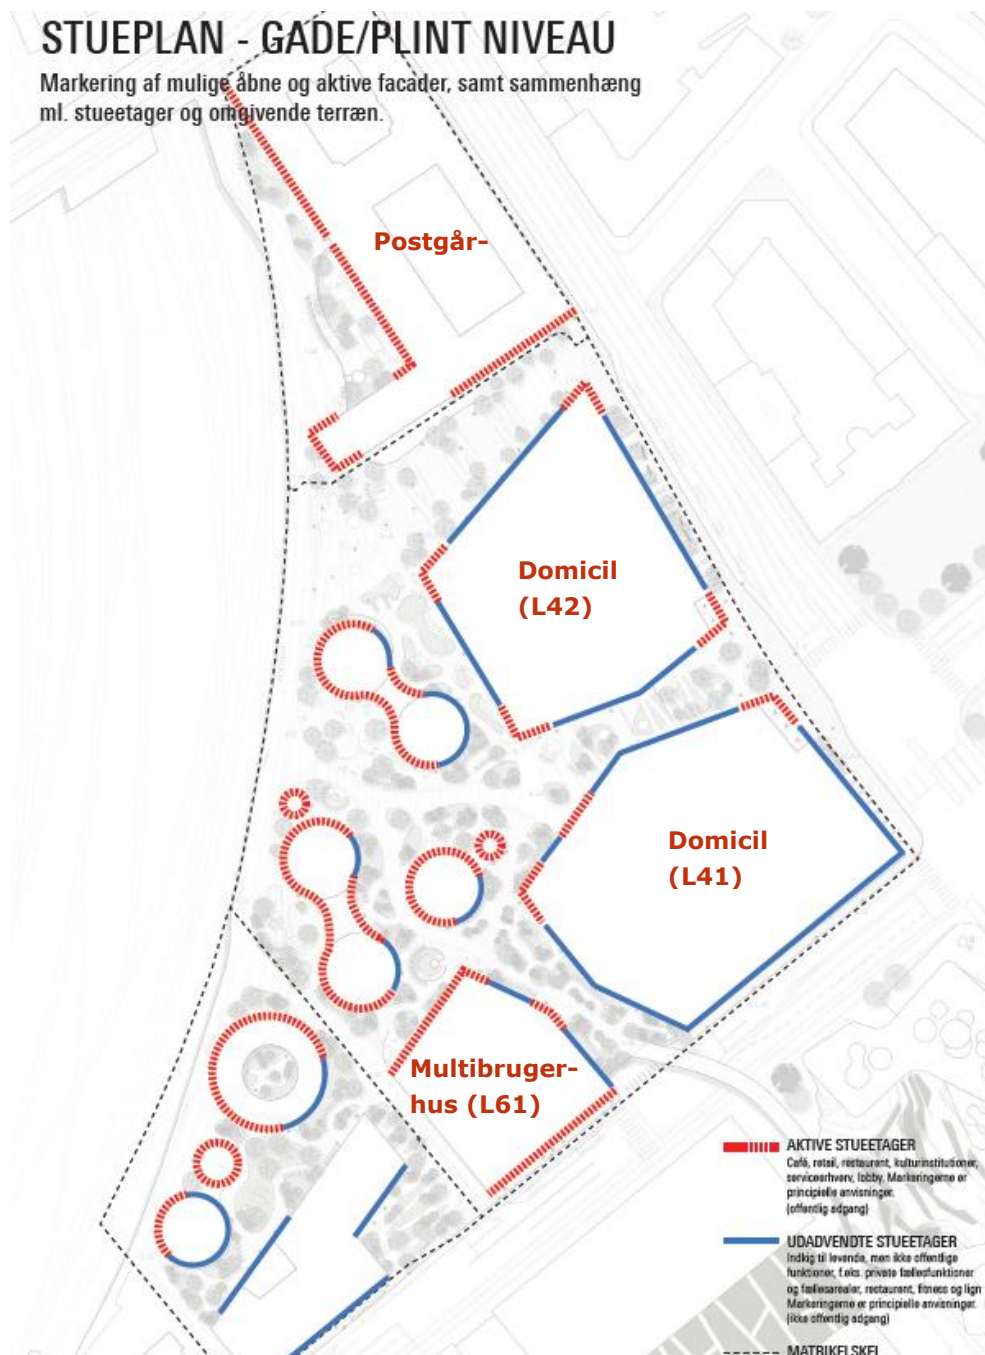 STUEPLAN - GADE/PLINT NIVEAU
Markering af mulige åbne og aktive facader, samt sammenhæng
ml. stueetager og omgivende terræn.
Postgår-
Domicil
(L42)
Domicil
(L41)
Multibruger-
hus (L61)
AKTIVE STUEETAGER
Café, retail, restaurant, kulturinstitutioner,
serviceerhverv, lobby. Markeringerne er
principielle anvisninger.
(offentlig adgang)
UDADVENDTE STUEETAGER
Indkig til levende, men ikke offentlige
funktioner, f.eks. private fællesfunktioner
og fællesarealer, restaurant, fitness og lign
Markeringerne er principielle anvisninger.
(ikke offentlig adgang)
MATRIKELSKEL